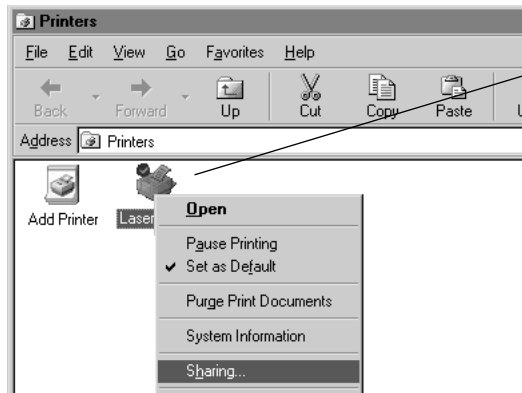 Printers
File Edit View Go Favorites Help
Back Forward Up Cut Copy Paste
Address Printers
Add Printer Laser
Open
Pause Printing
Set as Default
Purge Print Documents
System Information
Sharing...